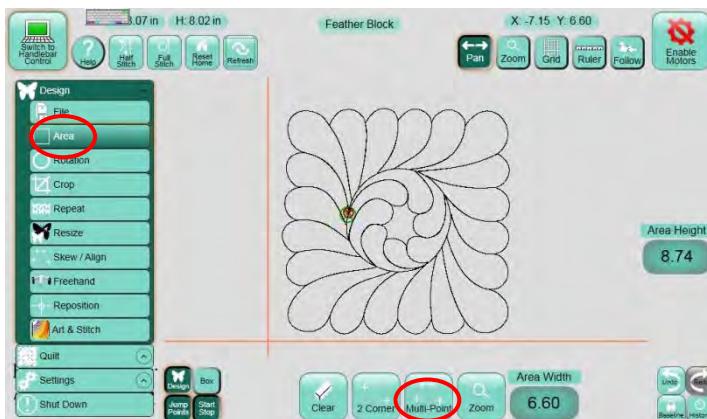 8.07 in H: 8.02 in
Feather Block
X: -7.15 Y: 6.60
Switch to
Handlebar
Control
Help
Half
Stitch
Full
Stitch
Reset
Home
Refresh
Pan
Zoom
Grid
Ruler
Follow
Enable
Motors
Design
File
Area
Rotation
Crop
Repeat
Resize
Skew / Align
Freehand
Reposition
Art & Stitch
Quilt
Settings
Shut Down
Area Height
8.74
Design
Box
Jump
Points
Start
Stop
Clear
2 Corner
Multi-Point
Zoom
Area Width
6.60
Undo
Redo
Baseline
History